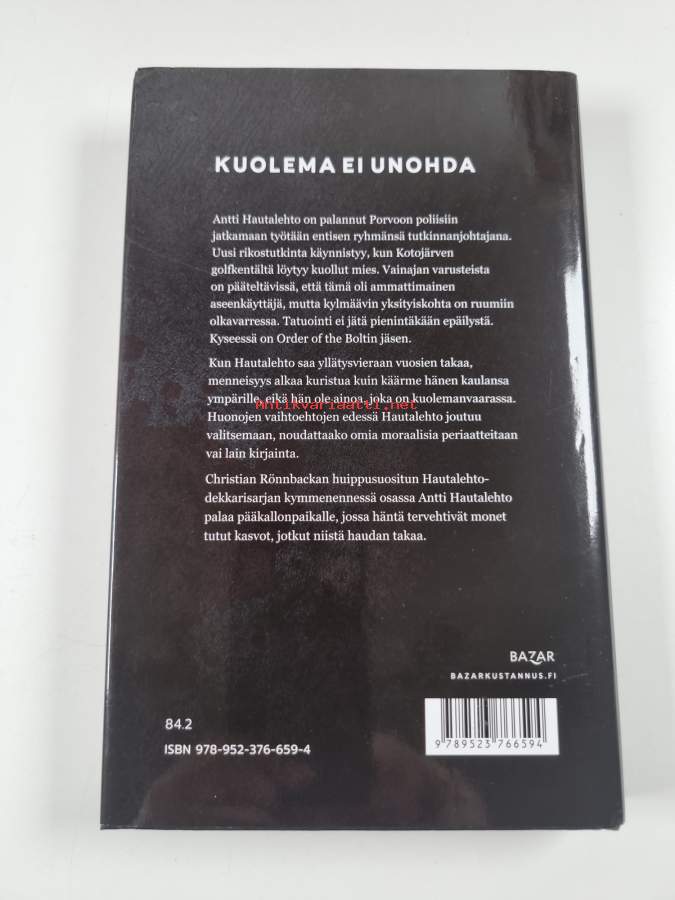 KUOLEMA EI UNOHDA
Antti Hautalehto on palannut Porvoon poliisiin
jatkamaan työtään entisen ryhmänsä tutkinnanjohtajana.
Uusi rikostutkinta käynnistyy, kun Kotojärven
golfkentältä löytyy kuollut mies. Vainajan varusteista
on pääteltävissä, että tämä oli ammattimainen
aseenkäyttäjä, mutta kylmäävin yksityiskohta on ruumiin
olkavarressa. Tatuointi ei jätä pienintäkään epäilystä.
Kyseessä on Order of the Boltin jäsen.
Kun Hautalehto saa yllätysvieraan vuosien takaa,
menneisyys alkaa kuristua kuin käärme hänen kaulansa
ympärille, eikä hän ole ainoa, joka on kuolemanvaarassa.
Antikvariaatti.net
Huonojen vaihtoehtojen edessä Hautalehto joutuu
valitsemaan, noudattaako omia moraalisia periaatteitaan
vai lain kirjainta.
Christian Rönnbackan huippusuositun Hautalehto-
dekkarisarjan kymmenennessä osassa Antti Hautalehto
palaa pääkallonpaikalle, jossa häntä tervehtivät monet
tutut kasvot, jotkut niistä haudan takaa.
BAZAR
BAZARKUSTANNUS.FI
84.2
ISBN 978-952-376-659-4
9 789523 766594